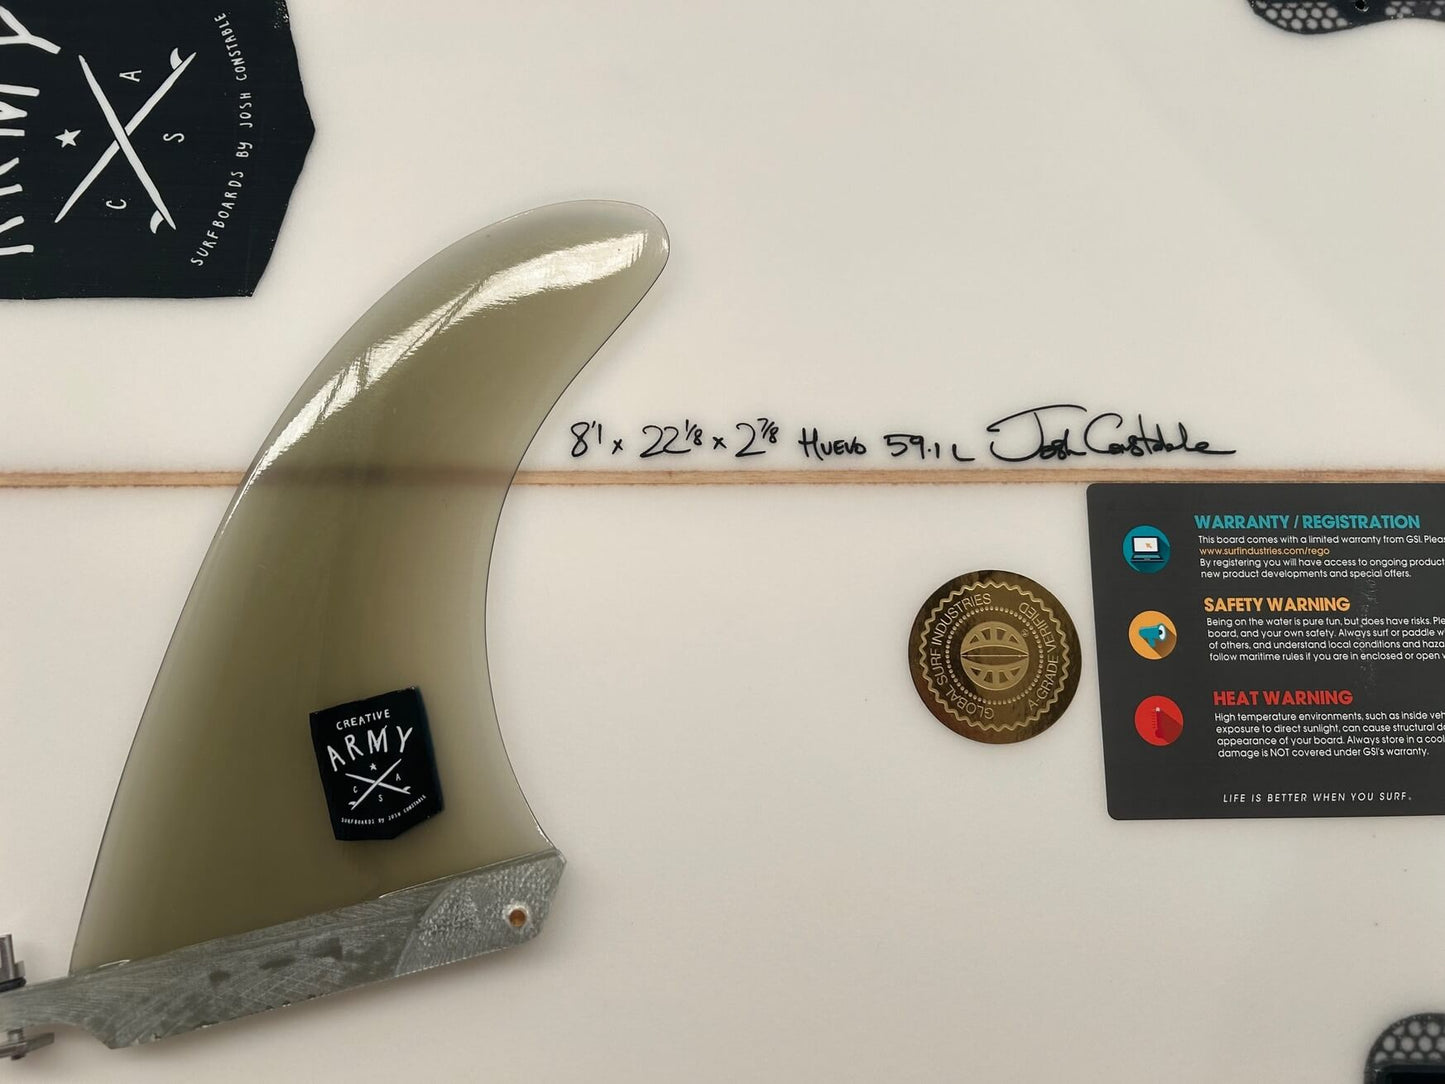 ARMY
C A S
SURFBOARDS BY JOSH CONSTABLE
8'1 x 22 1/8 x 2 7/8 HUEVO 59.1 L Josh Constable
CREATIVE
ARMY
C A S
SURFBOARDS BY JOSH CONSTABLE
GLOBAL SURF INDUSTRIES
A-GRADE VERIFIED
®
WARRANTY / REGISTRATION
This board comes with a limited warranty from GSI.
www.surfindustries.com/rego
By registering you will have access to ongoing product
new product developments and special offers.
SAFETY WARNING
Being on the water is pure fun, but does have risks.
board, and your own safety. Always surf or paddle
of others, and understand local conditions and
follow maritime rules if you are in enclosed or open
HEAT WARNING
High temperature environments, such as inside
exposure to direct sunlight, can cause structural
appearance of your board. Always store in a cool
damage is NOT covered under GSI's warranty.
LIFE IS BETTER WHEN YOU SURF.